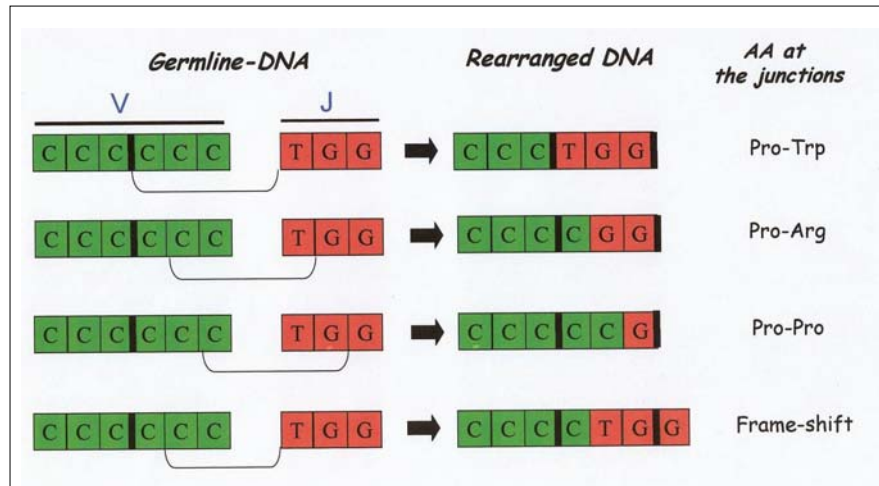 Germline-DNA Rearranged DNA AA at
the junctions
V J
C C C C C C T G G C C C T G G Pro-Trp
C C C C C C T G G C C C C G G Pro-Arg
C C C C C C T G G C C C C C G Pro-Pro
C C C C C C T G G C C C C T G G Frame-shift